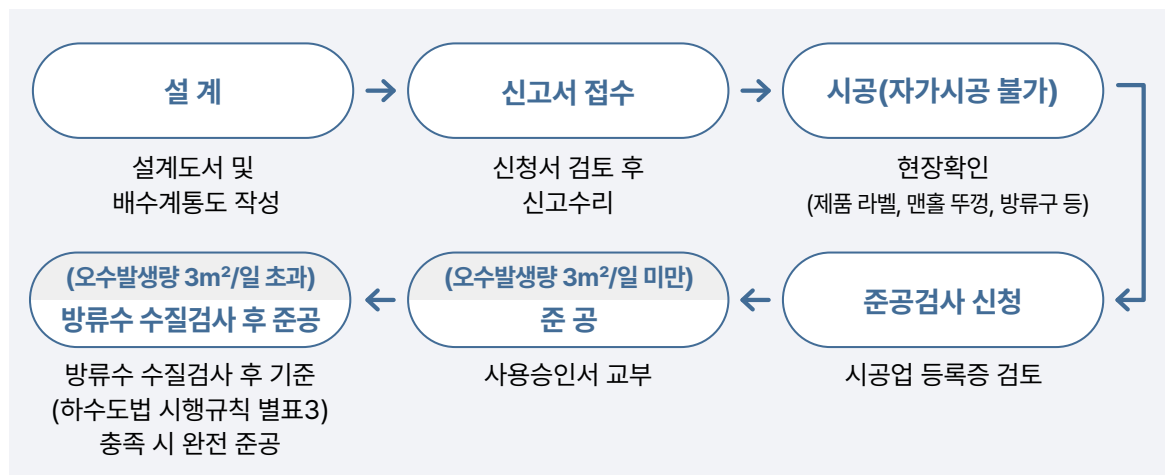 설 계
설계도서 및
배수계통도 작성
신고서 접수
신청서 검토 후
신고수리
시공(자가시공 불가)
현장확인
(제품 라벨, 맨홀 뚜껑, 방류구 등)
준공검사 신청
시공업 등록증 검토
(오수발생량 3m²/일 미만)
준 공
사용승인서 교부
(오수발생량 3m²/일 초과)
방류수 수질검사 후 준공
방류수 수질검사 후 기준
(하수도법 시행규칙 별표3)
충족 시 완전 준공